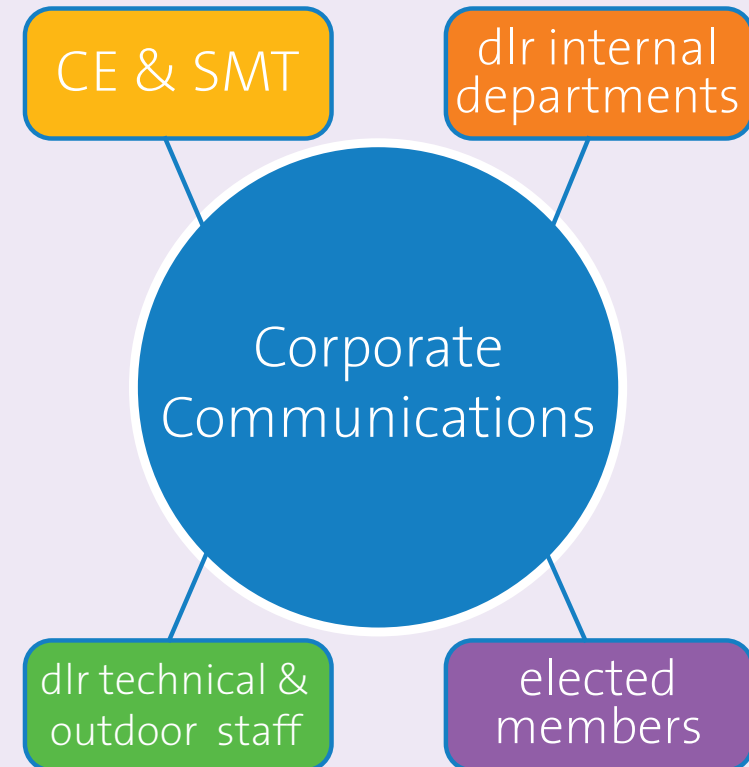 CE & SMT
dlr internal
departments
Corporate
Communications
dlr technical &
outdoor staff
elected
members